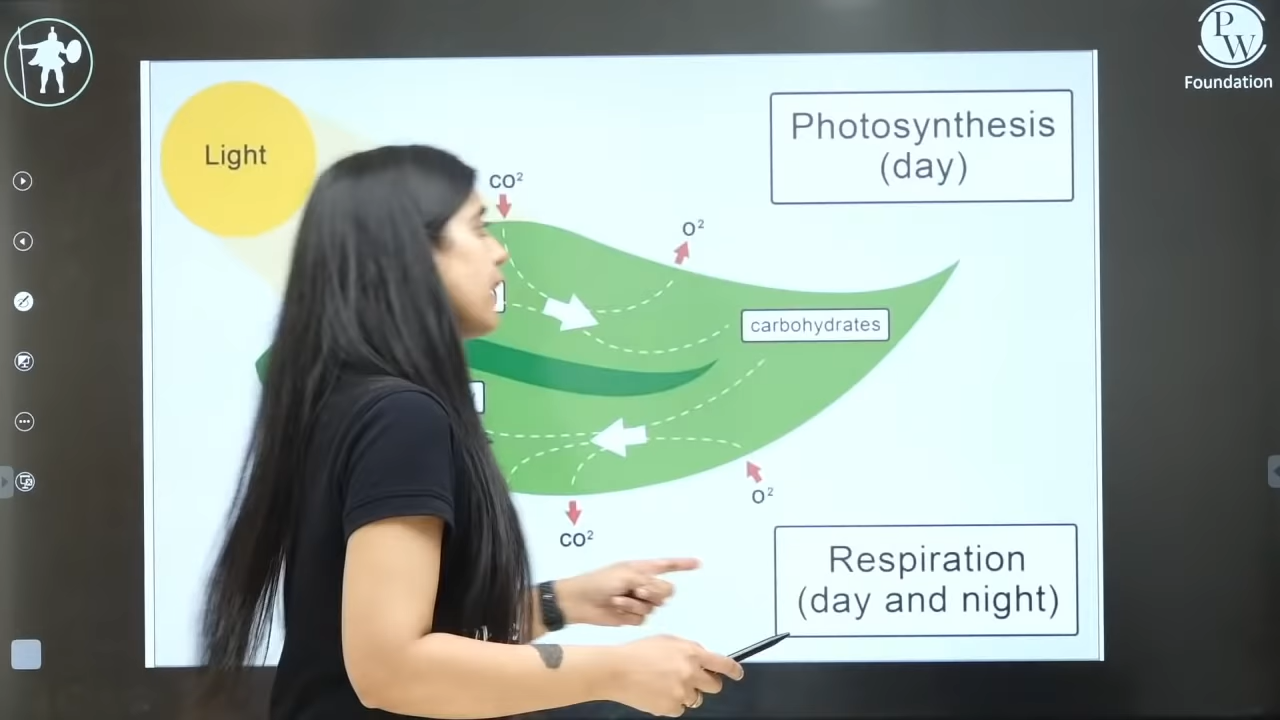 PW
Foundation
Light
Photosynthesis
(day)
CO²
O²
carbohydrates
O²
CO²
Respiration
(day and night)